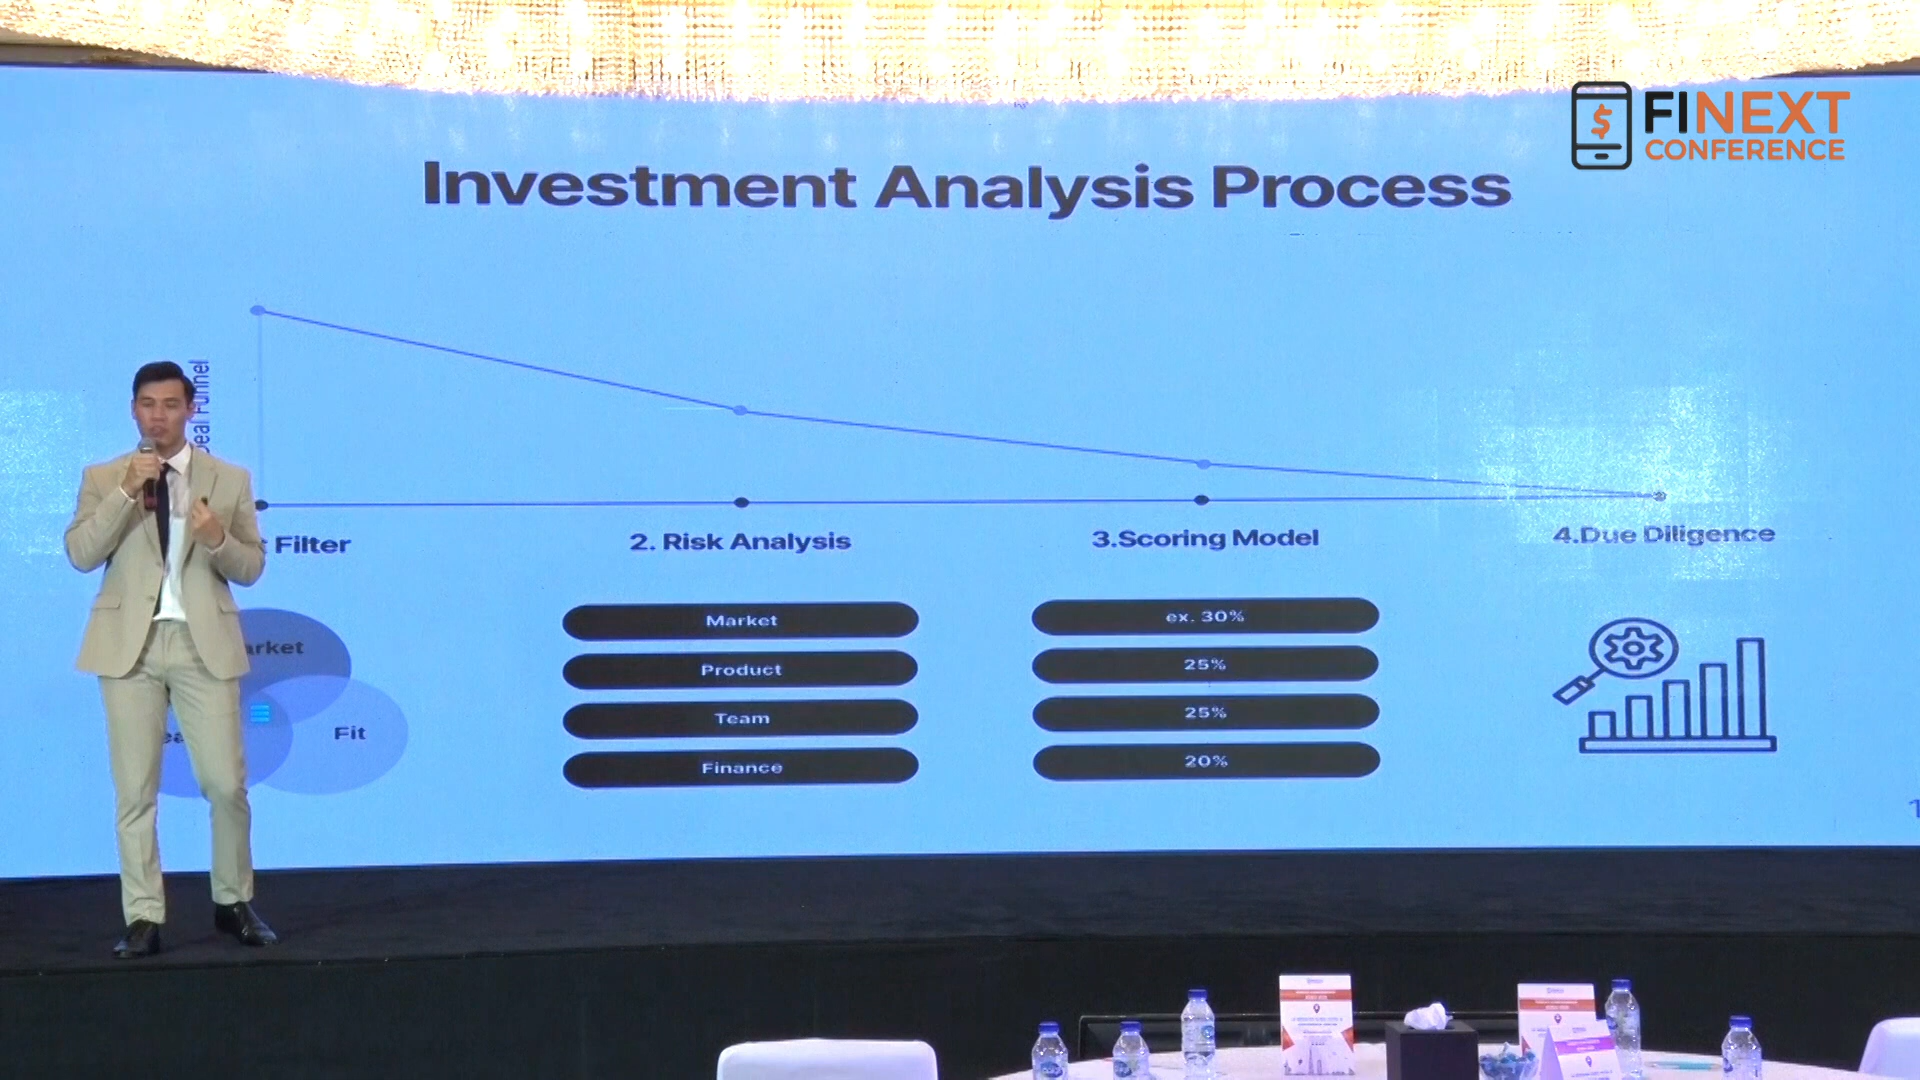 FINEXT
CONFERENCE
Investment Analysis Process
Funnel
Filter
2. Risk Analysis
3.Scoring Model
4.Due Diligence
Market
Product
Team
Finance
ex. 30%
25%
25%
20%
Fit